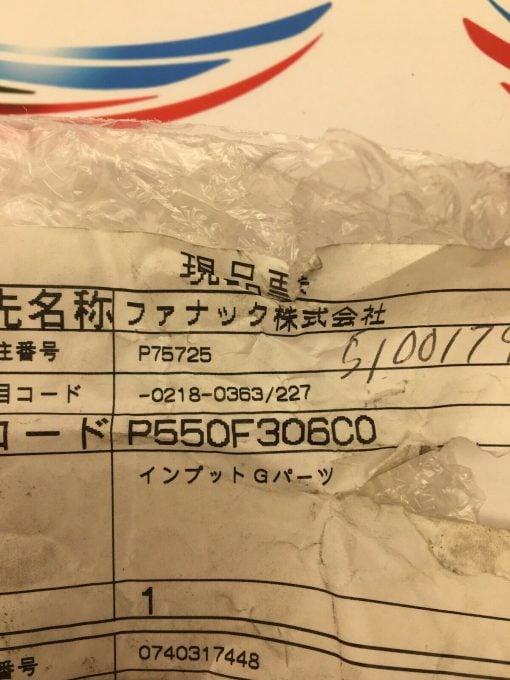 現品票
先名称 ファナック株式会社
注番号 P75725
5100179
目コード -0218-0363/227
コード P550F306C0
インプットGパーツ
1
番号 0740317448